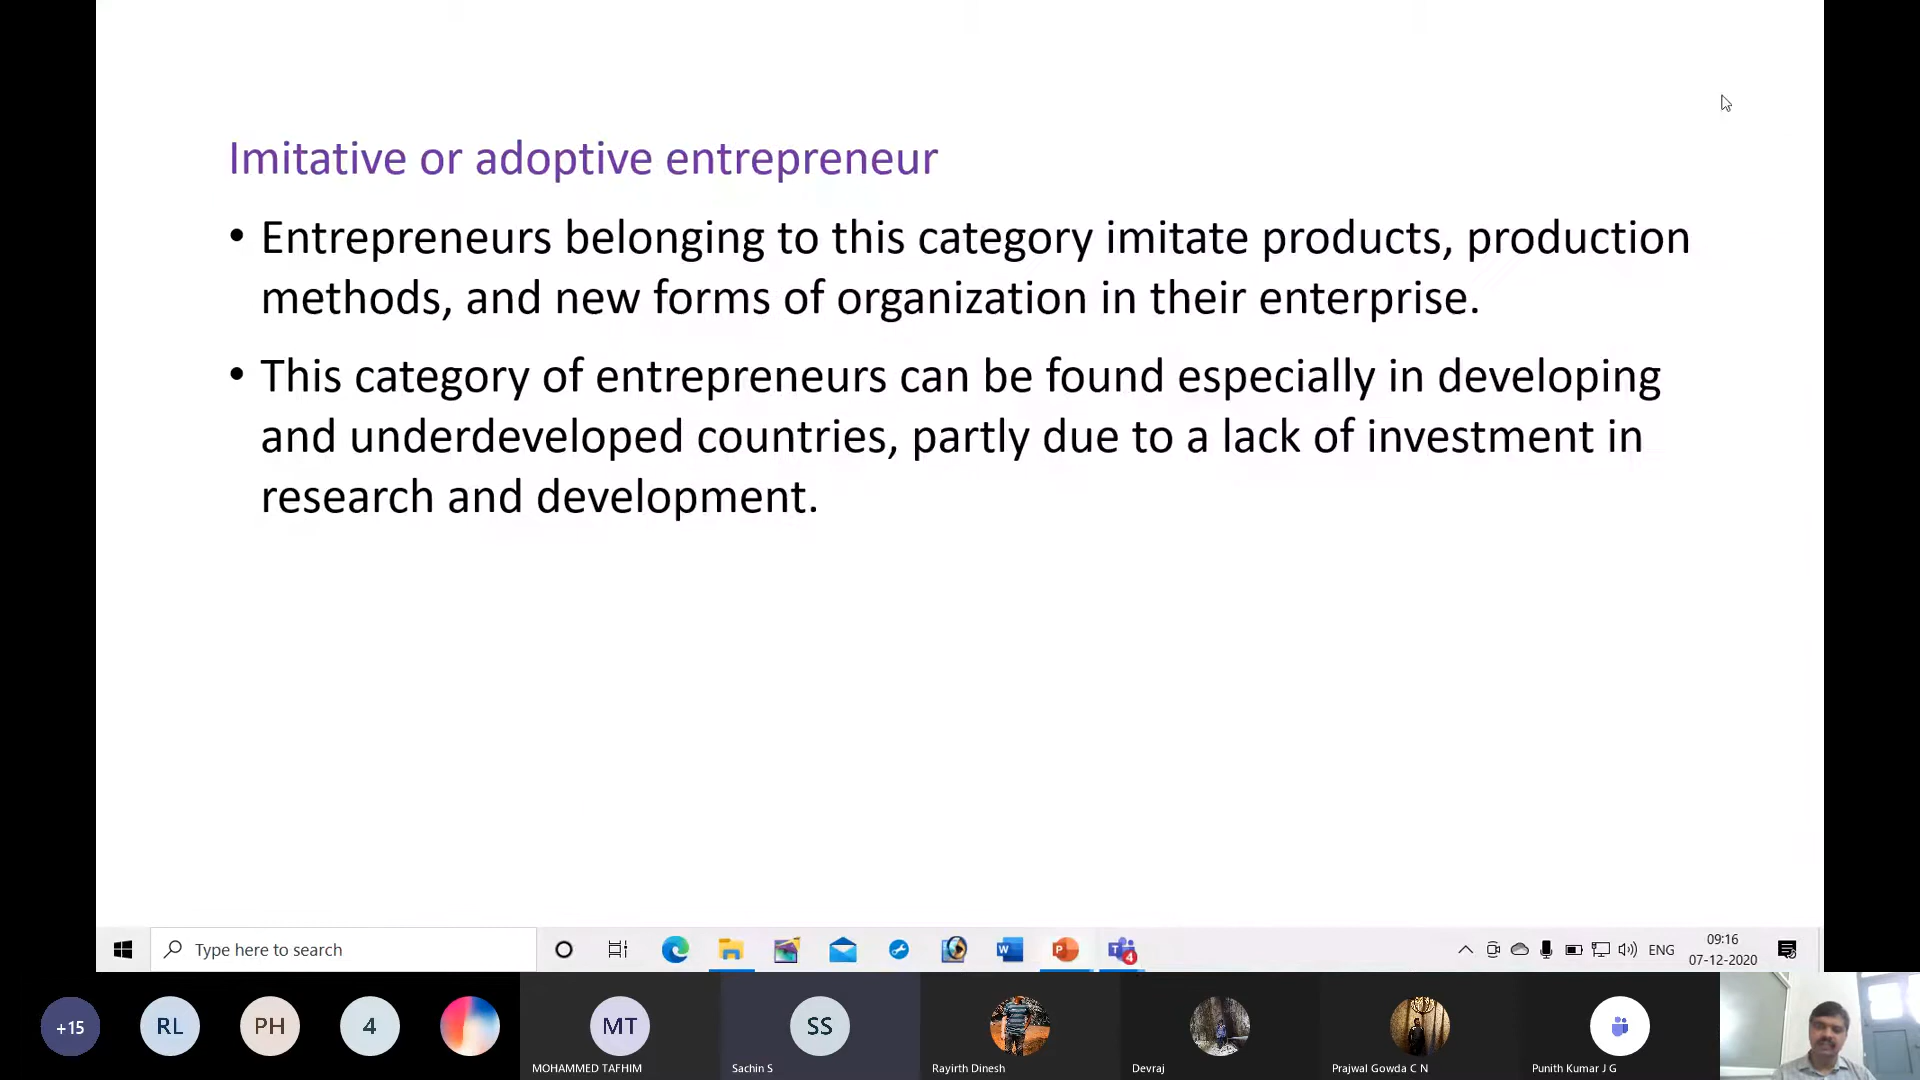 Imitative or adoptive entrepreneur
• Entrepreneurs belonging to this category imitate products, production
methods, and new forms of organization in their enterprise.
• This category of entrepreneurs can be found especially in developing
and underdeveloped countries, partly due to a lack of investment in
research and development.
Type here to search
W
P
T
4
ENG
09:16
07-12-2020
+15
RL
PH
4
MT
SS
MOHAMMED TAFHIM
Sachin S
Rayirth Dinesh
Devraj
Prajwal Gowda C N
Punith Kumar J G